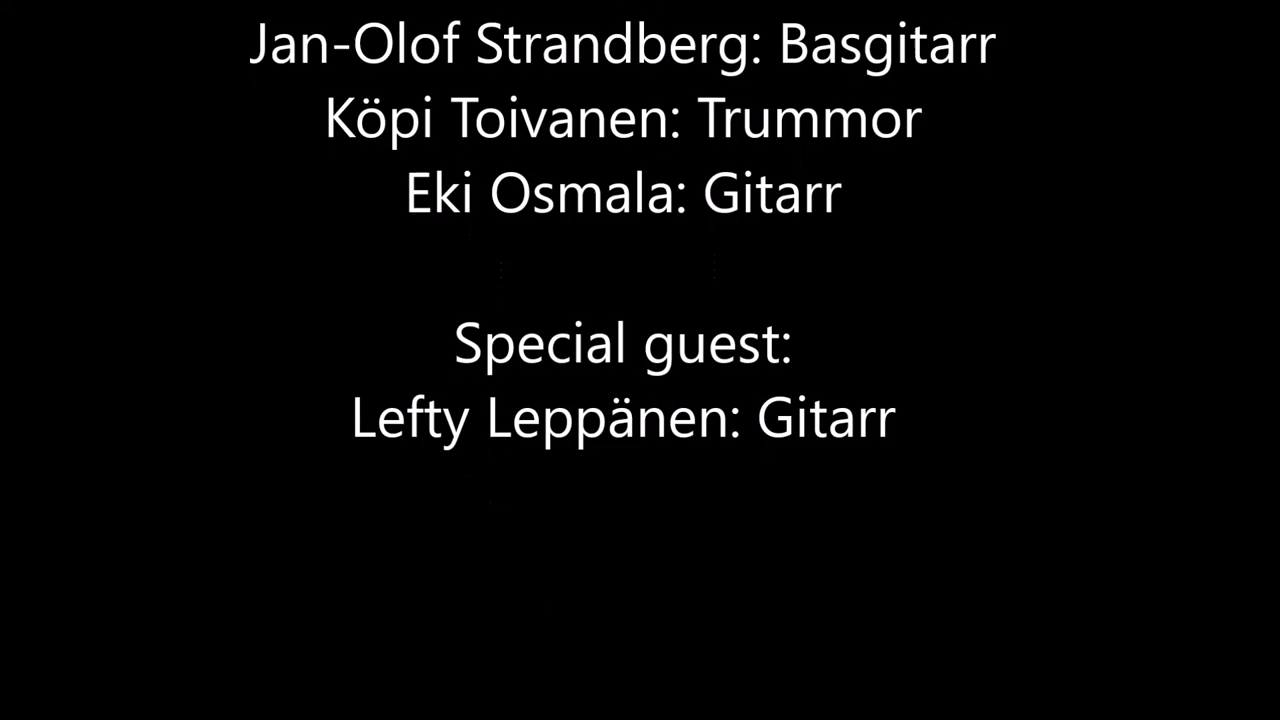 Jan-Olof Strandberg: Basgitarr
Köpi Toivanen: Trummor
Eki Osmala: Gitarr
Special guest:
Lefty Leppänen: Gitarr